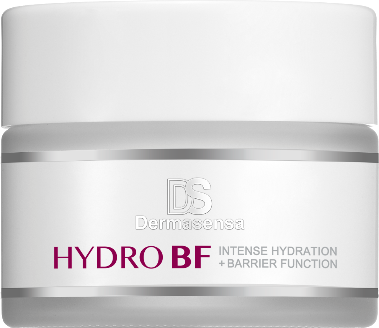 DS
Dermasensa
HYDRO BF
INTENSE HYDRATION
+ BARRIER FUNCTION